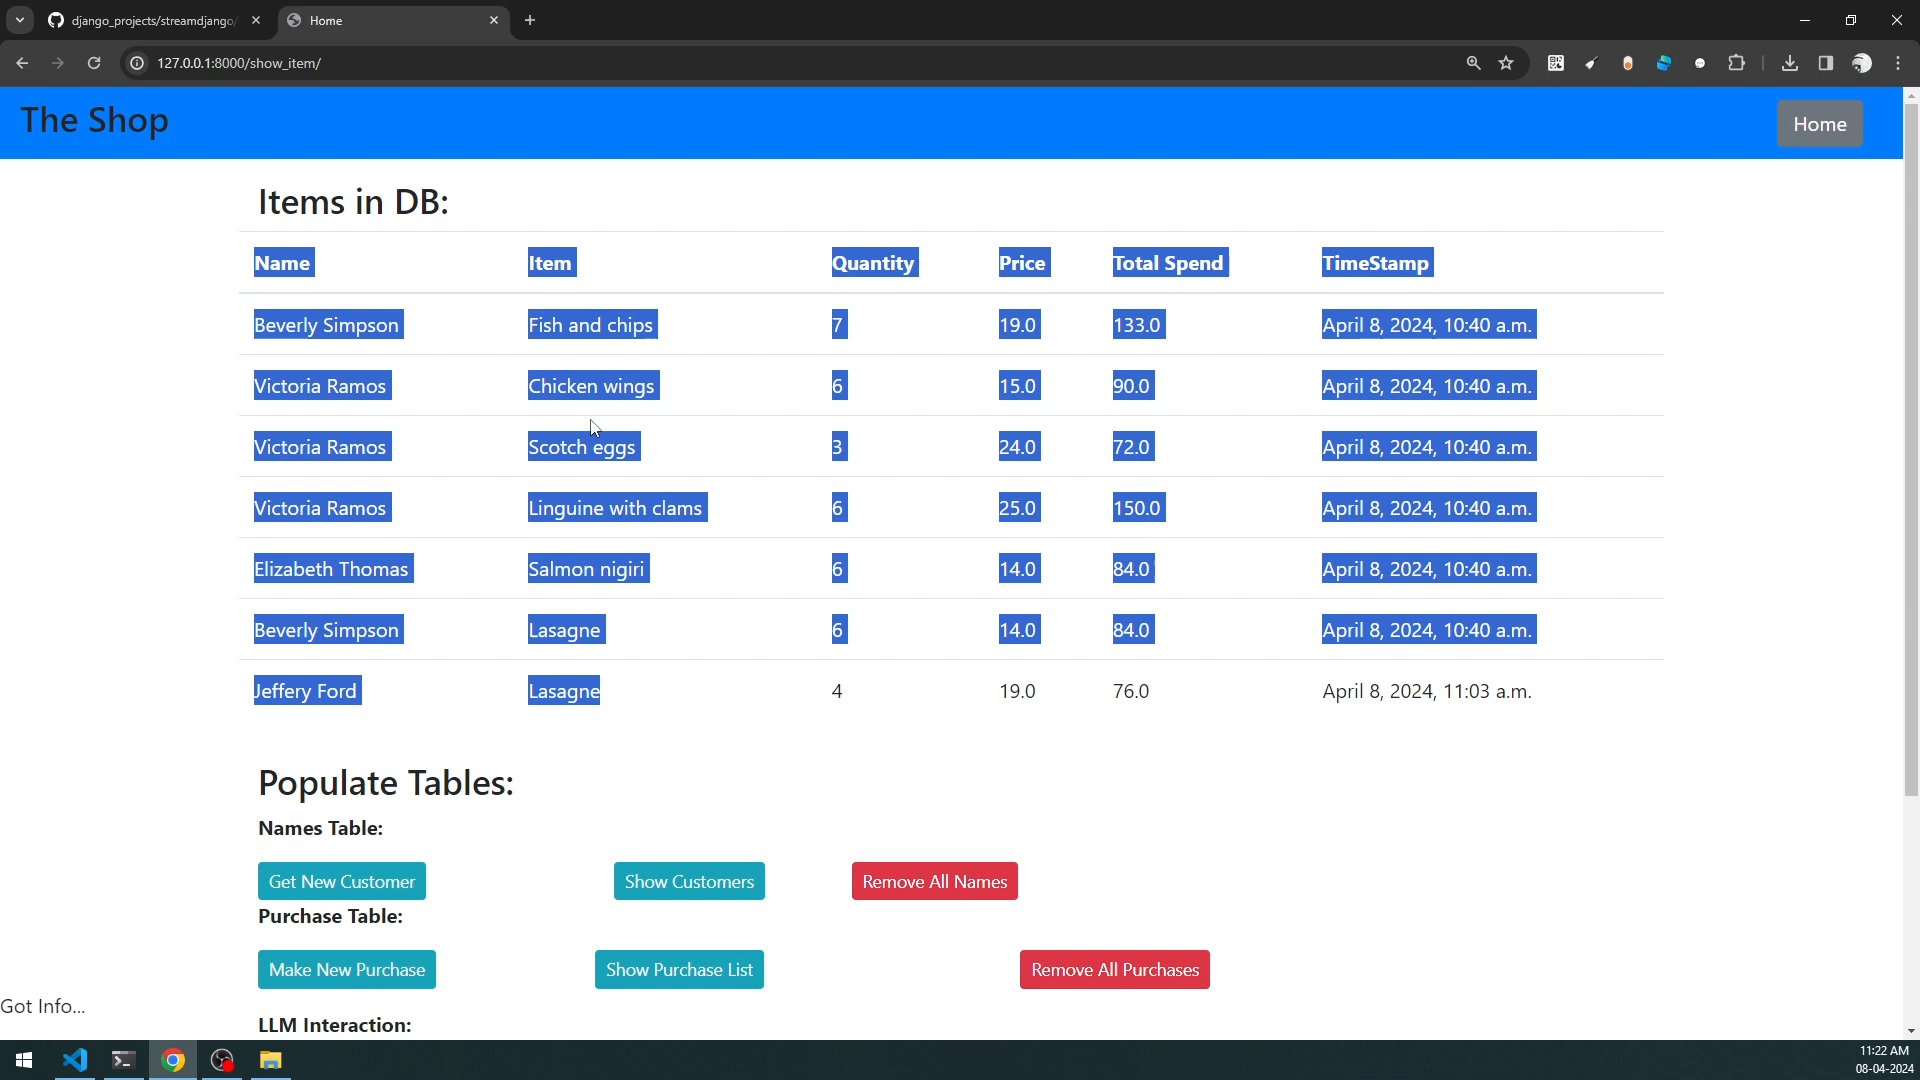 django_projects/streamdjango/
Home
127.0.0.1:8000/show_item/
The Shop
Home
Items in DB:
Name Item Quantity Price Total Spend TimeStamp
Beverly Simpson Fish and chips 7 19.0 133.0 April 8, 2024, 10:40 a.m.
Victoria Ramos Chicken wings 6 15.0 90.0 April 8, 2024, 10:40 a.m.
Victoria Ramos Scotch eggs 3 24.0 72.0 April 8, 2024, 10:40 a.m.
Victoria Ramos Linguine with clams 6 25.0 150.0 April 8, 2024, 10:40 a.m.
Elizabeth Thomas Salmon nigiri 6 14.0 84.0 April 8, 2024, 10:40 a.m.
Beverly Simpson Lasagne 6 14.0 84.0 April 8, 2024, 10:40 a.m.
Jeffery Ford Lasagne 4 19.0 76.0 April 8, 2024, 11:03 a.m.
Populate Tables:
Names Table:
Get New Customer Show Customers Remove All Names
Purchase Table:
Make New Purchase Show Purchase List Remove All Purchases
Got Info...
LLM Interaction:
11:22 AM
08-04-2024